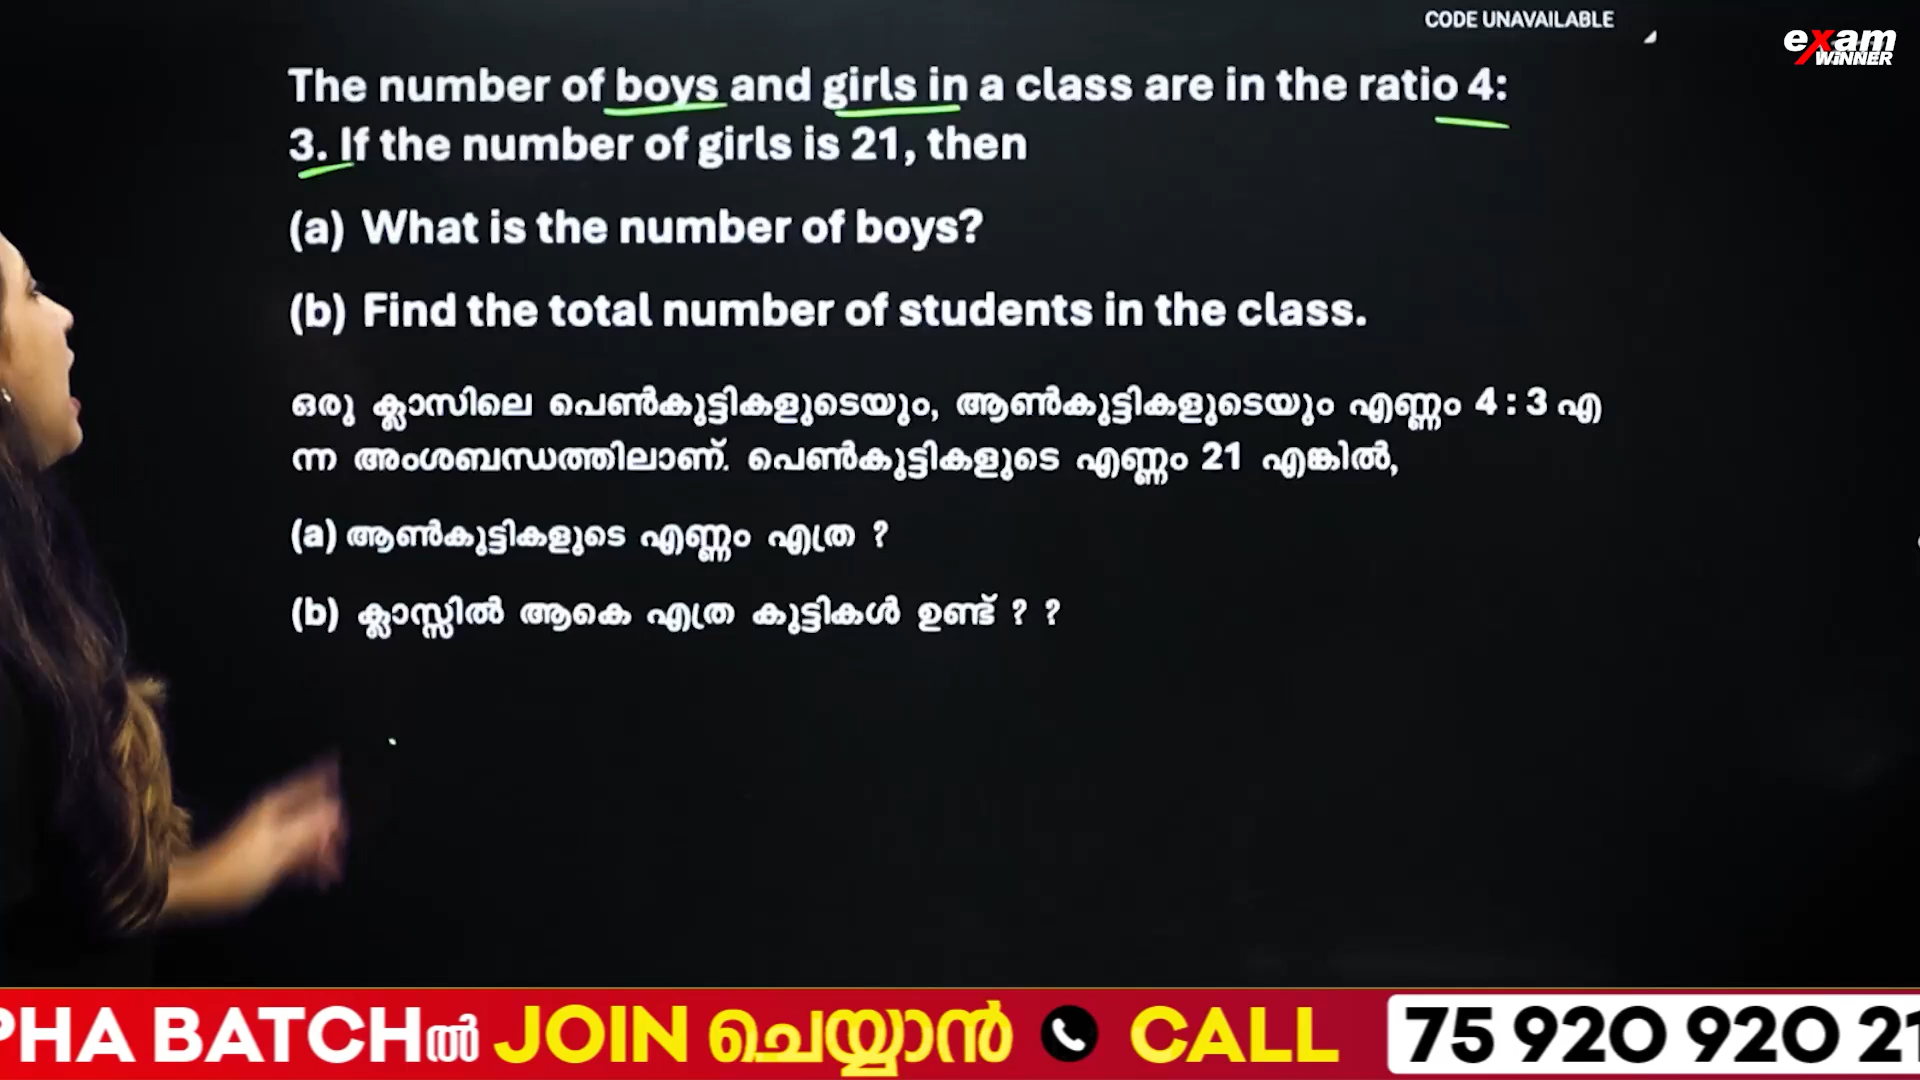 CODE UNAVAILABLE
exam
WINNER
The number of boys and girls in a class are in the ratio 4:
3. If the number of girls is 21, then
(a) What is the number of boys?
(b) Find the total number of students in the class.
ഒരു ക്ലാസിലെ പെൺകുട്ടികളുടെയും, ആൺകുട്ടികളുടെയും എണ്ണം 4 : 3 എ
ന്ന അംശബന്ധത്തിലാണ്. പെൺകുട്ടികളുടെ എണ്ണം 21 എങ്കിൽ,
(a) ആൺകുട്ടികളുടെ എണ്ണം എത്ര ?
(b) ക്ലാസ്സിൽ ആകെ എത്ര കുട്ടികൾ ഉണ്ട് ? ?
PHA BATCHൽ JOIN ചെയ്യാൻ CALL 75 920 920 21